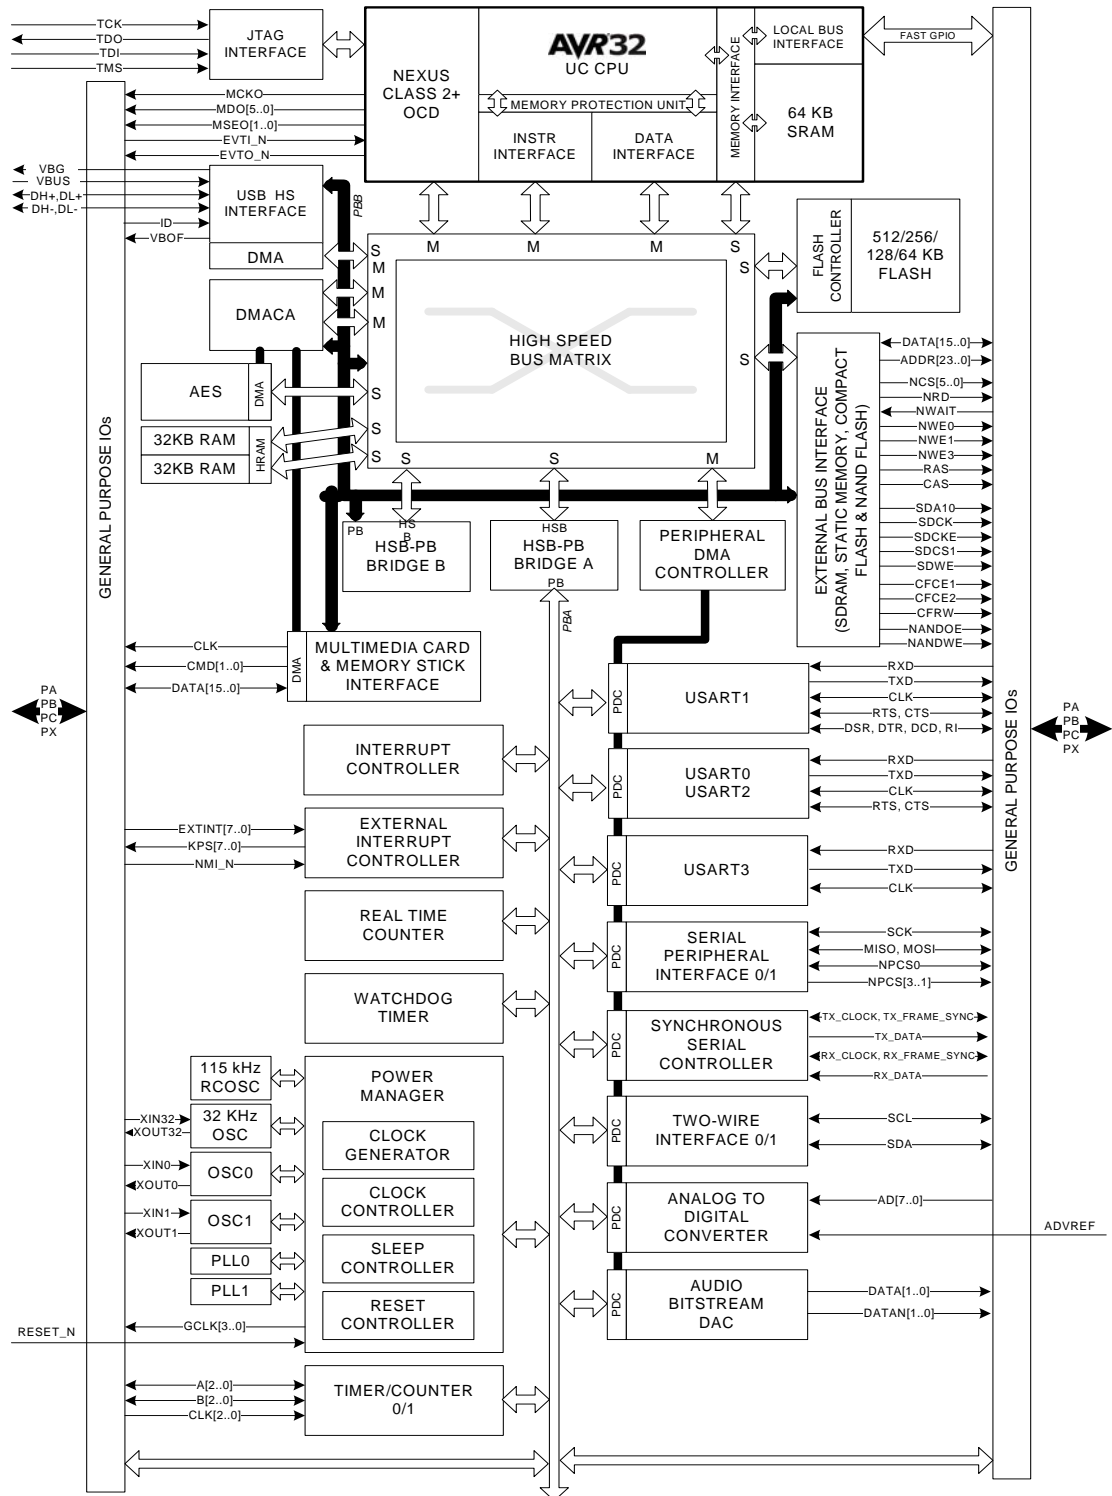 TCK
TDO
TDI
TMS
JTAG
INTERFACE
NEXUS
CLASS 2+
OCD
AVR32
UC CPU
MEMORY PROTECTION UNIT
INSTR
INTERFACE
DATA
INTERFACE
MEMORY INTERFACE
LOCAL BUS
INTERFACE
64 KB
SRAM
FAST GPIO
MCKO
MDO[5..0]
MSEO[1..0]
EVTI_N
EVTO_N
VBG
VBUS
DH+,DL+
DH-,DL-
ID
VBOF
USB HS
INTERFACE
DMA
PBB
M
M
M
S
S
M
S
FLASH
CONTROLLER
512/256/
128/64 KB
FLASH
DMACA
M
M
HIGH SPEED
BUS MATRIX
S
AES
DMA
S
32KB RAM
32KB RAM
HRAM
S
S
S
S
M
EXTERNAL BUS INTERFACE
(SDRAM, STATIC MEMORY, COMPACT
FLASH & NAND FLASH)
DATA[15..0]
ADDR[23..0]
NCS[5..0]
NRD
NWAIT
NWE0
NWE1
NWE3
RAS
CAS
SDA10
SDCK
SDCKE
SDCS1
SDWE
CFCE1
CFCE2
CFRW
NANDOE
NANDWE
GENERAL PURPOSE IOs
GENERAL PURPOSE IOs
PB
HS
B
HSB-PB
BRIDGE B
HSB
HSB-PB
BRIDGE A
PB
PBA
PERIPHERAL
DMA
CONTROLLER
CLK
CMD[1..0]
DATA[15..0]
DMA
MULTIMEDIA CARD
& MEMORY STICK
INTERFACE
PA
PB
PC
PX
PA
PB
PC
PX
PDC
USART1
RXD
TXD
CLK
RTS, CTS
DSR, DTR, DCD, RI
INTERRUPT
CONTROLLER
PDC
USART0
USART2
RXD
TXD
CLK
RTS, CTS
EXTINT[7..0]
KPS[7..0]
NMI_N
EXTERNAL
INTERRUPT
CONTROLLER
PDC
USART3
RXD
TXD
CLK
REAL TIME
COUNTER
PDC
SERIAL
PERIPHERAL
INTERFACE 0/1
SCK
MISO, MOSI
NPCS0
NPCS[3..1]
WATCHDOG
TIMER
PDC
SYNCHRONOUS
SERIAL
CONTROLLER
TX_CLOCK, TX_FRAME_SYNC
TX_DATA
RX_CLOCK, RX_FRAME_SYNC
RX_DATA
115 kHz
RCOSC
POWER
MANAGER
XIN32
XOUT32
32 KHz
OSC
CLOCK
GENERATOR
PDC
TWO-WIRE
INTERFACE 0/1
SCL
SDA
XIN0
XOUT0
OSC0
CLOCK
CONTROLLER
PDC
ANALOG TO
DIGITAL
CONVERTER
AD[7..0]
ADVREF
XIN1
XOUT1
OSC1
SLEEP
CONTROLLER
PLL0
PLL1
RESET
CONTROLLER
PDC
AUDIO
BITSTREAM
DAC
DATA[1..0]
DATAN[1..0]
GCLK[3..0]
RESET_N
A[2..0]
B[2..0]
CLK[2..0]
TIMER/COUNTER
0/1